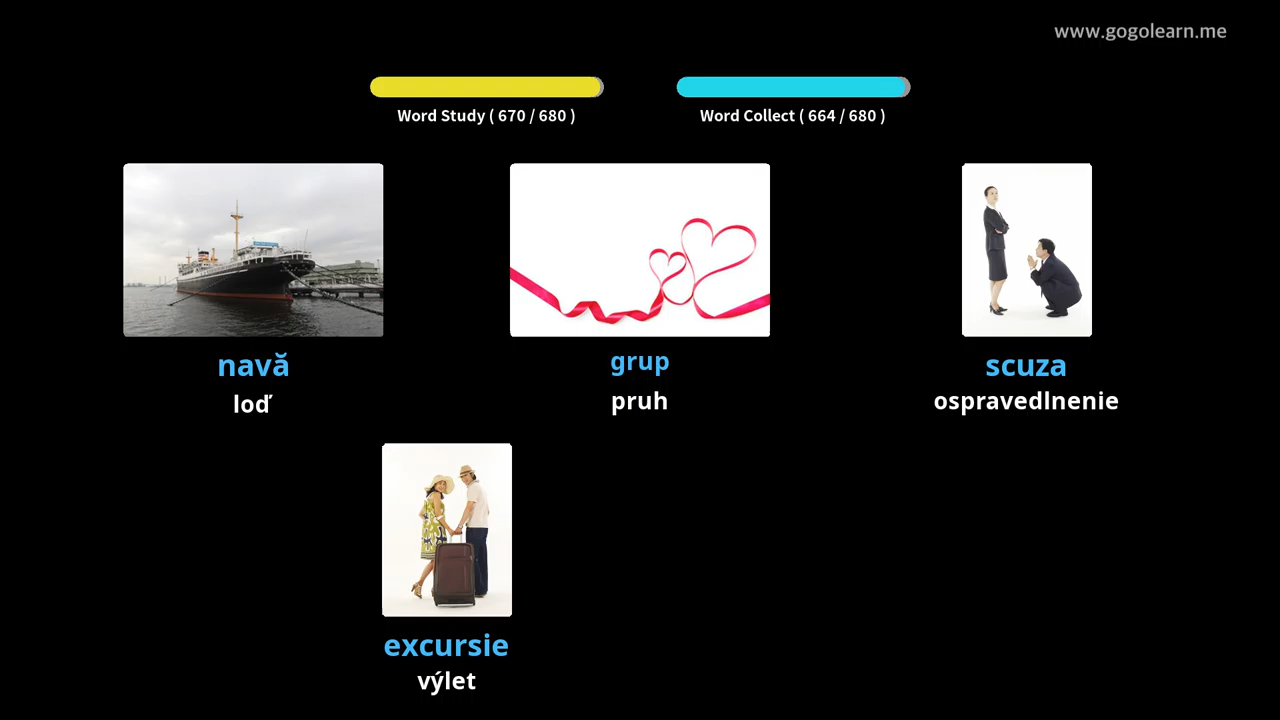 www.gogolearn.me
Word Study ( 670 / 680 )
Word Collect ( 664 / 680 )
navă
grup
scuza
loď
pruh
ospravedlnenie
excursie
výlet